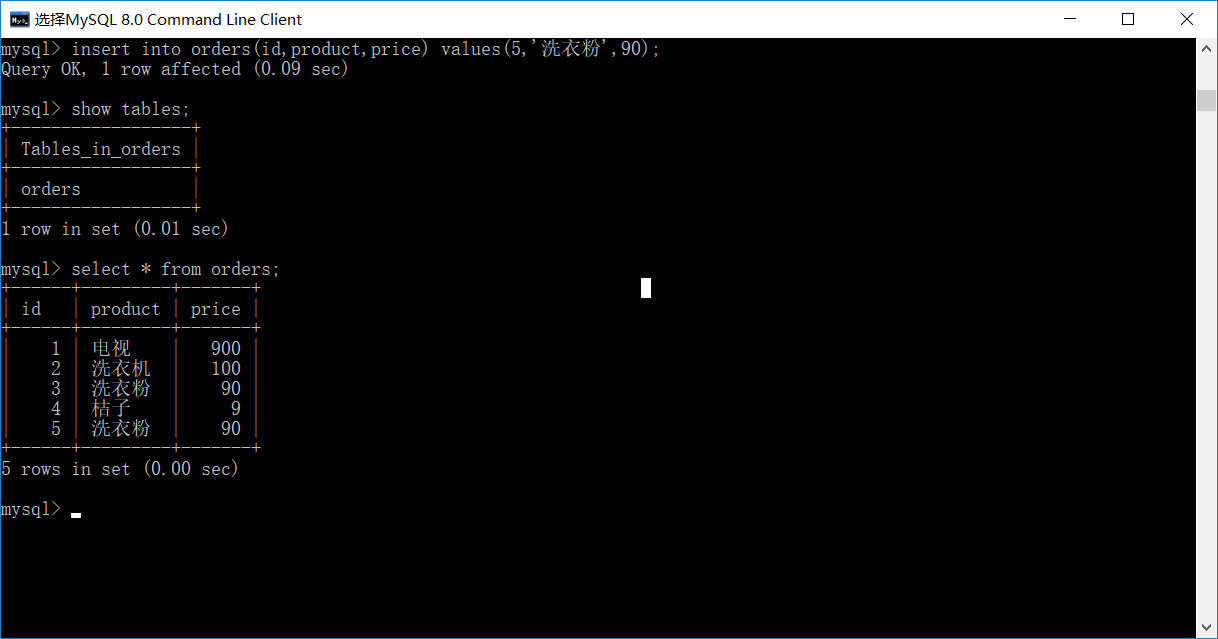 选择MySQL 8.0 Command Line Client
mysql> insert into orders(id,product,price) values(5,'洗衣粉',90);
Query OK, 1 row affected (0.09 sec)
mysql> show tables;
+------------------+
| Tables_in_orders |
+------------------+
| orders           |
+------------------+
1 row in set (0.01 sec)
mysql> select * from orders;
+------+---------+-------+
| id   | product | price |
+------+---------+-------+
|    1 | 电视    |   900 |
|    2 | 洗衣机  |   100 |
|    3 | 洗衣粉  |    90 |
|    4 | 桔子    |     9 |
|    5 | 洗衣粉  |    90 |
+------+---------+-------+
5 rows in set (0.00 sec)
mysql>